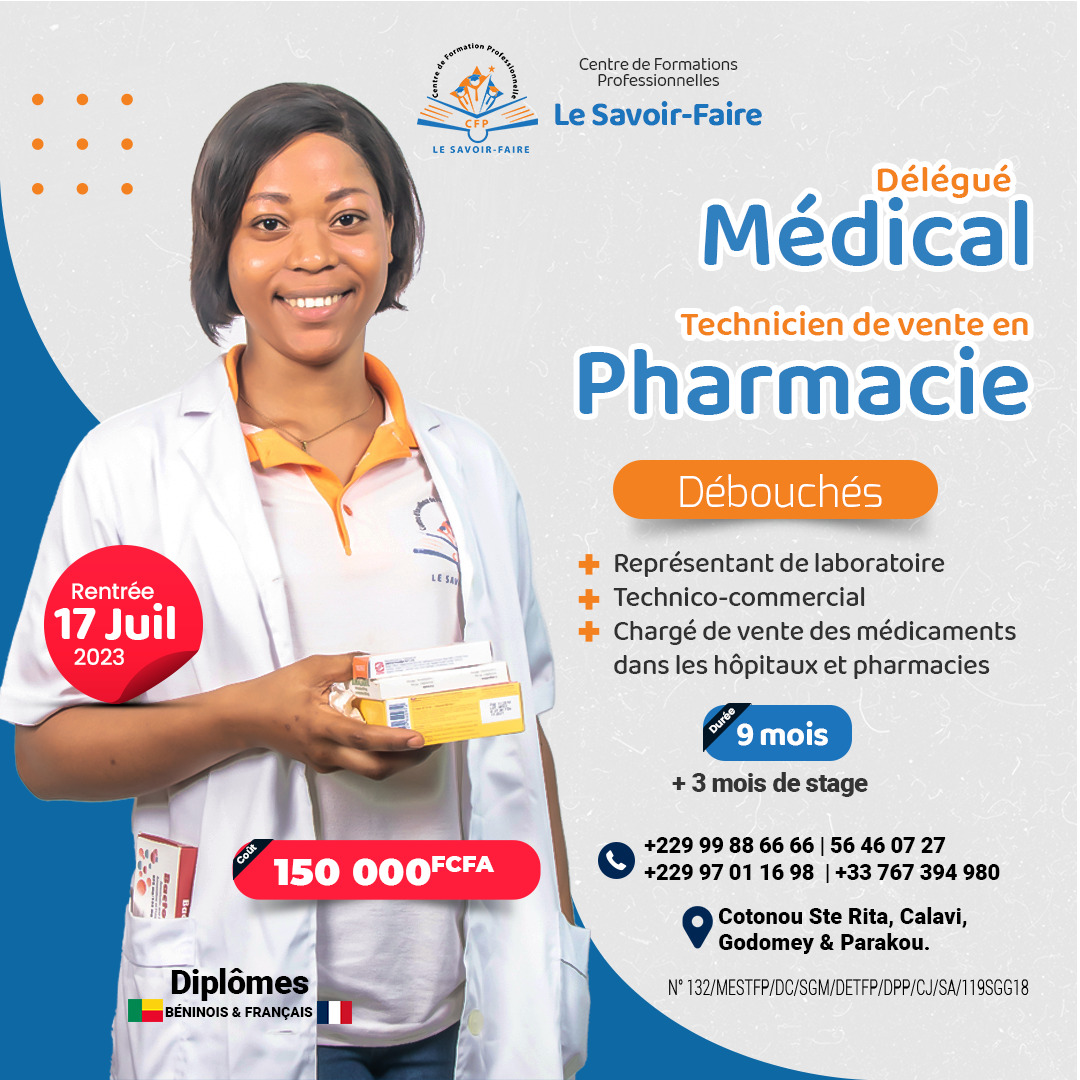 Centre de Formation Professionnelle
CFP
LE SAVOIR-FAIRE
Centre de Formations
Professionnelles
Le Savoir-Faire
Délégué
Médical
Technicien de vente en
Pharmacie
Débouchés
Représentant de laboratoire
Technico-commercial
Chargé de vente des médicaments
dans les hôpitaux et pharmacies
LE SAV
Rentrée
17 Juil
2023
Durée
9 mois
+ 3 mois de stage
Coût
150 000FCFA
+229 99 88 66 66 | 56 46 07 27
+229 97 01 16 98 | +33 767 394 980
Cotonou Ste Rita, Calavi,
Godomey & Parakou.
Diplômes
BÉNINOIS & FRANÇAIS
N° 132/MESTFP/DC/SGM/DETFP/DPP/CJ/SA/119SGG18